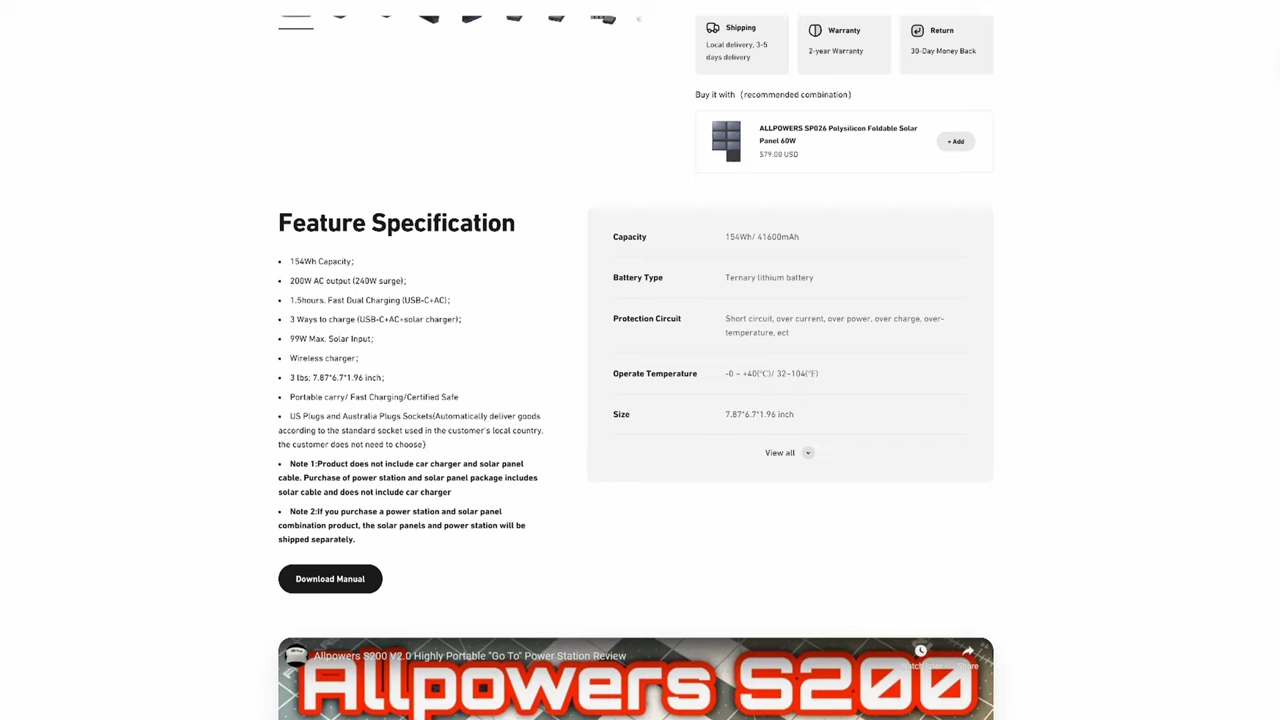 Shipping
Local delivery, 3-5
days delivery
Warranty
2-year Warranty
Return
30-Day Money Back
Buy it with（recommended combination）
ALLPOWERS SP026 Polysilicon Foldable Solar
Panel 60W
$79.00 USD
+ Add
Feature Specification
• 154Wh Capacity;
• 200W AC output (240W surge);
• 1.5hours. Fast Dual Charging (USB-C+AC);
• 3 Ways to charge (USB-C+AC+solar charger);
• 99W Max. Solar Input;
• Wireless charger;
• 3 lbs; 7.87*6.7*1.96 inch;
• Portable carry/ Fast Charging/Certified Safe
• US Plugs and Australia Plugs Sockets(Automatically deliver goods
according to the standard socket used in the customer's local country,
the customer does not need to choose)
• Note 1:Product does not include car charger and solar panel
cable. Purchase of power station and solar panel package includes
solar cable and does not include car charger
• Note 2:If you purchase a power station and solar panel
combination product, the solar panels and power station will be
shipped separately.
Download Manual
Capacity 154Wh/ 41600mAh
Battery Type Ternary lithium battery
Protection Circuit Short circuit, over current, over power, over charge, over-
temperature, ect
Operate Temperature -0 ~ +40(°C)/ 32~104(°F)
Size 7.87*6.7*1.96 inch
View all
Allpowers S200 V2.0 Highly Portable "Go To" Power Station Review
Watch later
Share
Allpowers S200